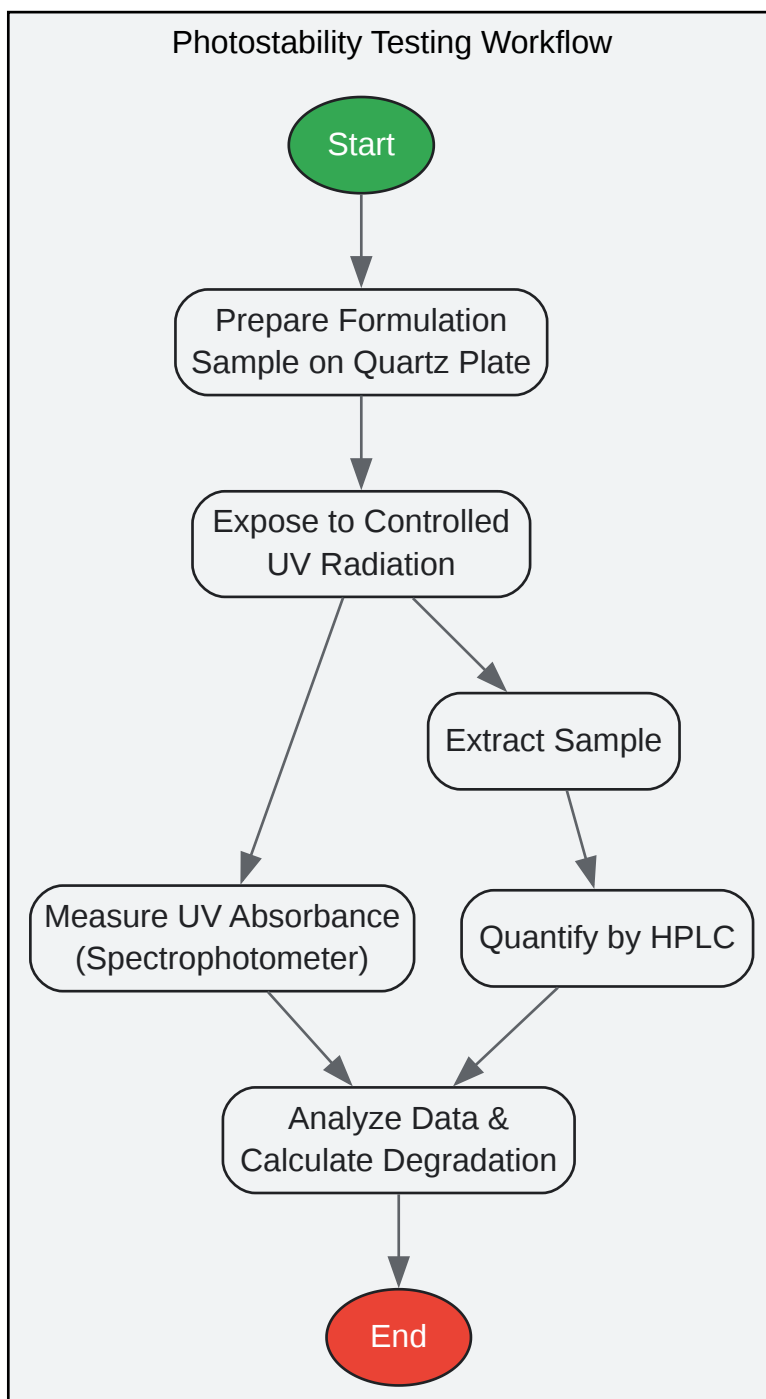 Photostability Testing Workflow
Start
Prepare Formulation
Sample on Quartz Plate
Expose to Controlled
UV Radiation
Extract Sample
Measure UV Absorbance
(Spectrophotometer)
Quantify by HPLC
Analyze Data &
Calculate Degradation
End